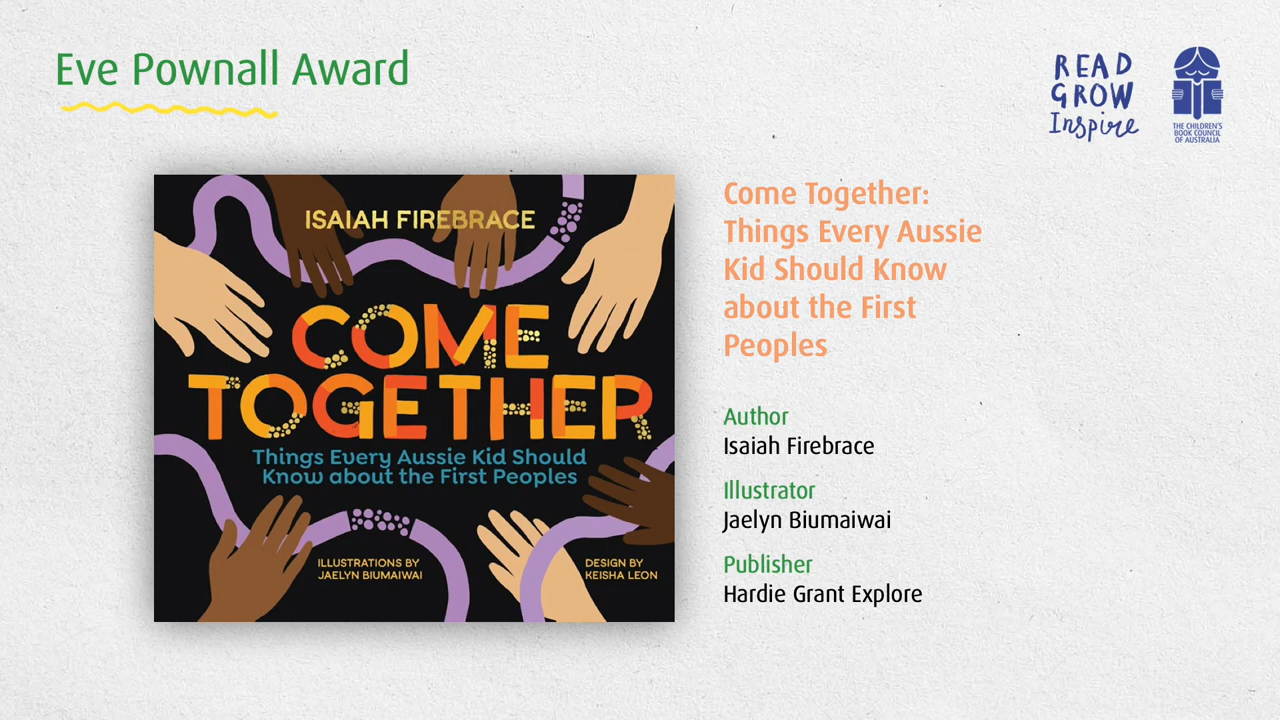 Eve Pownall Award
READ
GROW
Inspire
THE CHILDREN'S
BOOK COUNCIL
OF AUSTRALIA
ISAIAH FIREBRACE
COME
TOGETHER
Things Every Aussie Kid Should
Know about the First Peoples
ILLUSTRATIONS BY
JAELYN BIUMAIWAI
DESIGN BY
KEISHA LEON
Come Together:
Things Every Aussie
Kid Should Know
about the First
Peoples
Author
Isaiah Firebrace
Illustrator
Jaelyn Biumaiwai
Publisher
Hardie Grant Explore